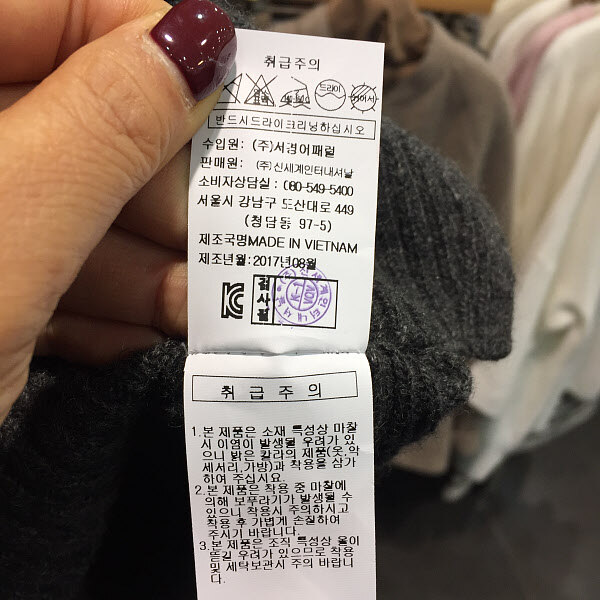 취급주의
드라이
반드시드라이크리닝하십시오
수입원: (주)서경어패럴
판매원: (주)신세계인터내셔날
소비자상담실 : 080-549-5400
서울시 강남구 도산대로 449
(청담동 97-5)
제조국명MADE IN VIETNAM
제조년월:2017년08월
검사필
취급주의
1.본 제품은 소재 특성상 마찰
시 이염이 발생될 우려가 있
으니 밝은 칼라의 제품(옷,악
세서리,가방)과 착용을 삼가
하여 주십시요.
2.본 제품은 착용 중 마찰에
의해 보푸라기가 발생될 수
있으니 착용시 주의하시고
착용 후 가볍게 손질하여
주시기 바랍니다.
3.본 제품은 조직 특성상 올이
뜯길 우려가 있으므로 착용
및 세탁보관시 주의 바랍니
다.